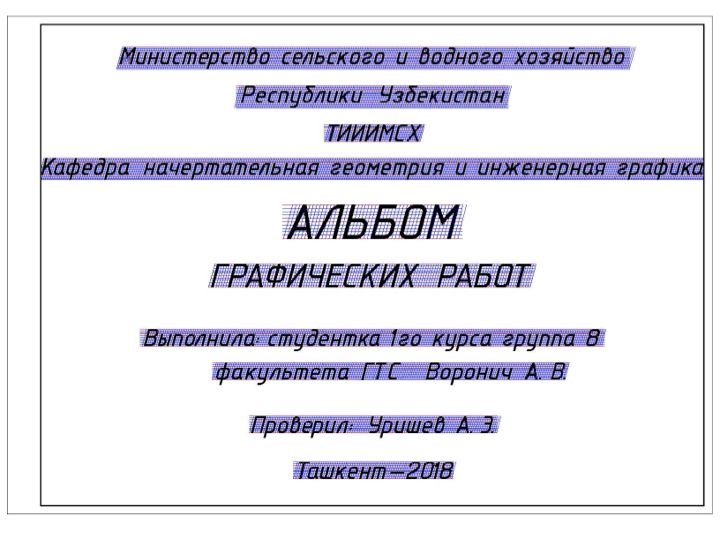 Министерство сельского и водного хозяйство
Республики Узбекистан
ТИИИМСХ
Кафедра начертательная геометрия и инженерная графика
АЛЬБОМ
ГРАФИЧЕСКИХ РАБОТ
Выполнила: студентка 1го курса группа 8
факультета ГТС Воронич А. В.
Проверил: Уришев А. Э.
Ташкент–2018